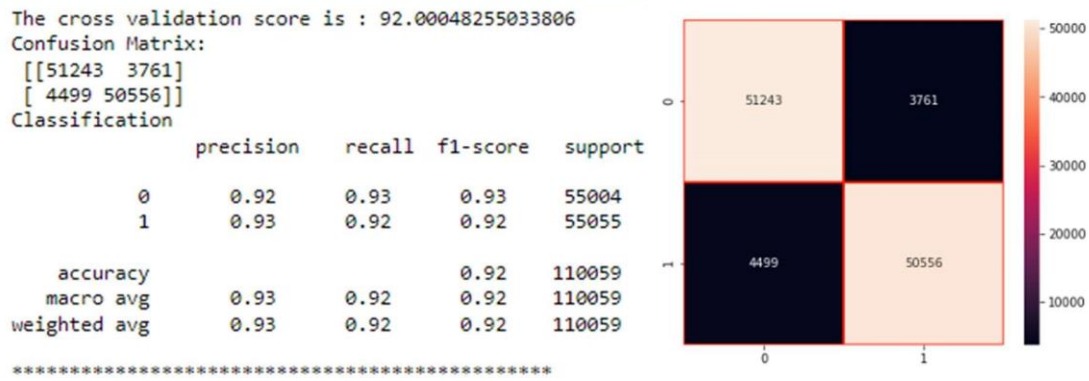 The cross validation score is : 92.00048255033806
Confusion Matrix:
[[51243 3761]
[ 4499 50556]]
Classification
precision recall f1-score support
0 0.92 0.93 0.93 55004
1 0.93 0.92 0.92 55055
accuracy 0.92 110059
macro avg 0.93 0.92 0.92 110059
weighted avg 0.93 0.92 0.92 110059
***********************************************
0
51243 3761
1
4499 50556
0 1
50000
40000
30000
20000
10000